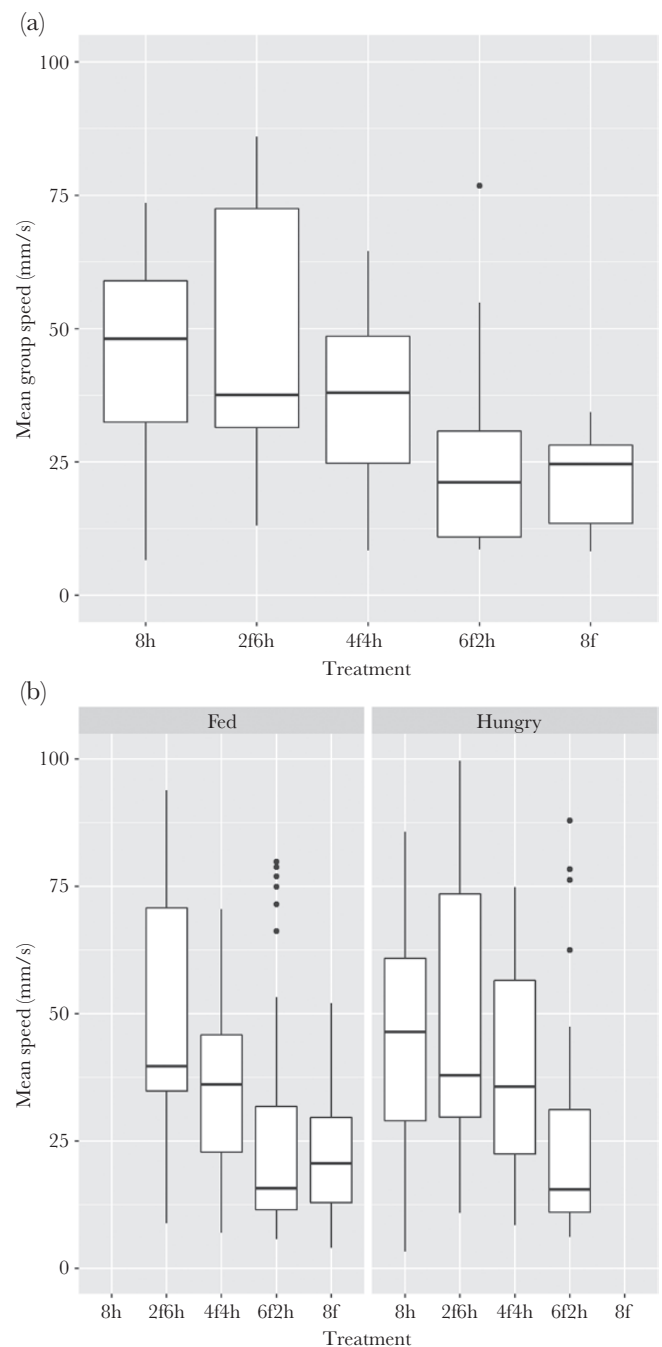 (a)
100
75
50
25
0
Mean group speed (mm/s)
8h 2f6h 4f4h 6f2h 8f
Treatment
(b)
Fed Hungry
100
75
50
25
0
Mean speed (mm/s)
8h 2f6h 4f4h 6f2h 8f 8h 2f6h 4f4h 6f2h 8f
Treatment